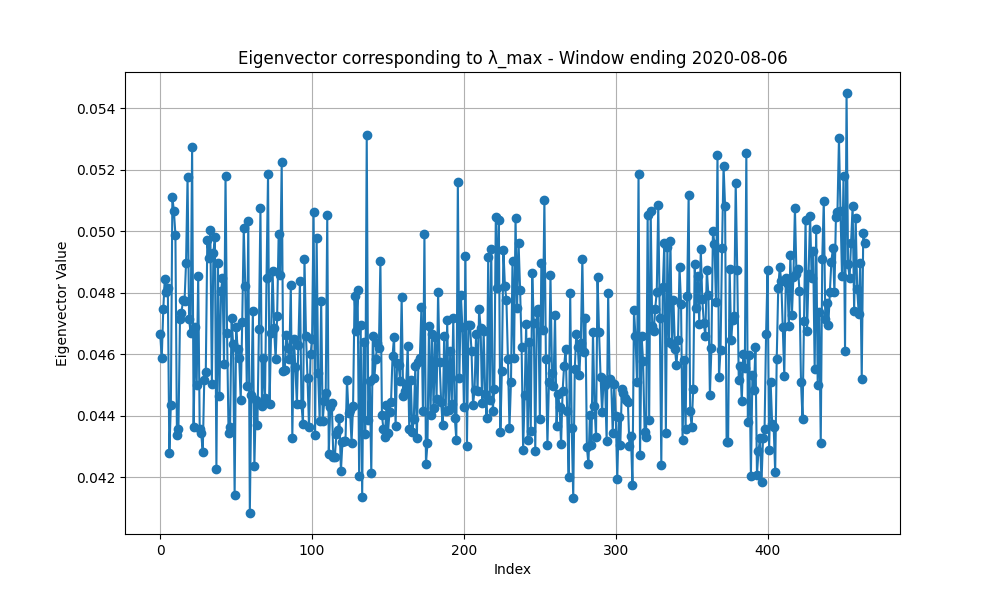 Eigenvector corresponding to λ_max - Window ending 2020-08-06
0.054
0.052
0.050
0.048
0.046
0.044
0.042
Eigenvector Value
0 100 200 300 400
Index